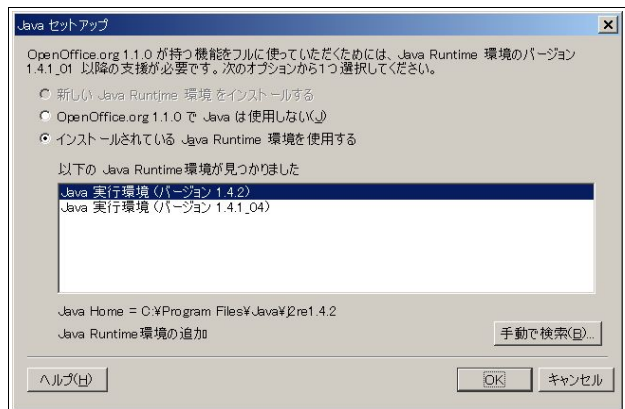 Java セットアップ
OpenOffice.org 1.1.0 が持つ機能をフルに使っていただくためには、Java Runtime 環境のバージョン
1.4.1_01 以降の支援が必要です。次のオプションから1つ選択してください。
新しい Java Runtime 環境 をインストールする
OpenOffice.org 1.1.0 で Java は使用しない(J)
インストールされている Java Runtime 環境を使用する
以下の Java Runtime環境が見つかりました
Java 実行環境 (バージョン 1.4.2)
Java 実行環境 (バージョン 1.4.1_04)
Java Home = C:¥Program Files¥Java¥j2re1.4.2
Java Runtime環境の追加
手動で検索(B)...
ヘルプ(H)
OK
キャンセル